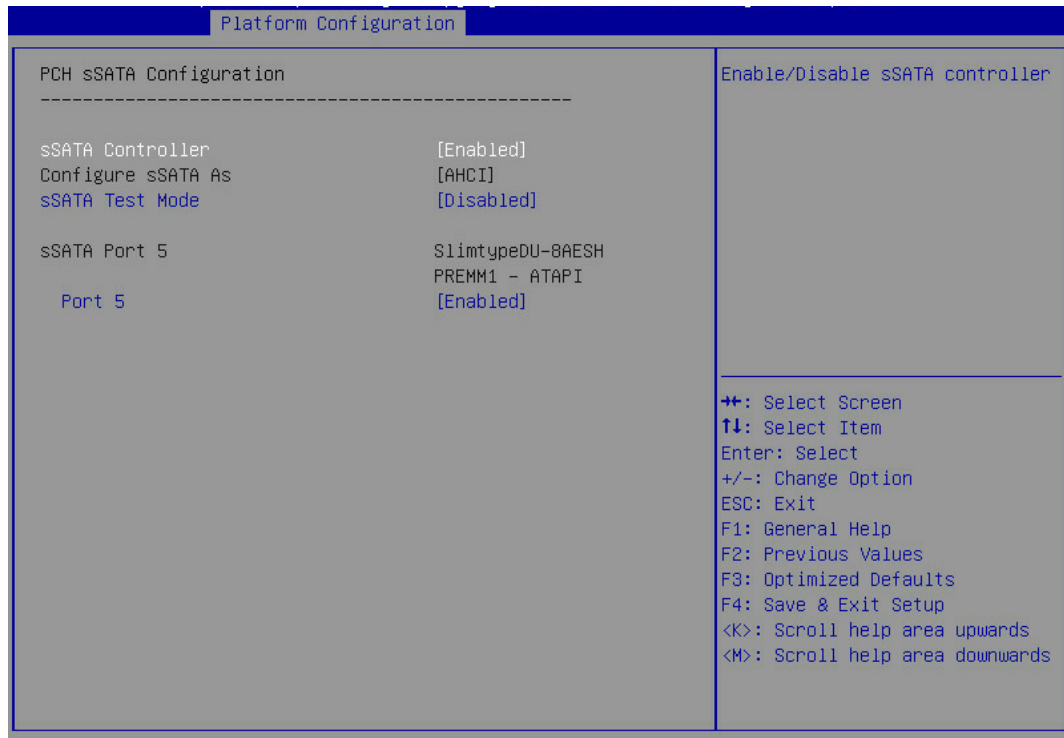 Platform Configuration
PCH sSATA Configuration
---------------------------------------------------
sSATA Controller [Enabled]
Configure sSATA As [AHCI]
sSATA Test Mode [Disabled]
sSATA Port 5 SlimtypeDU-8AESH
PREMM1 - ATAPI
Port 5 [Enabled]
Enable/Disable sSATA controller
→←: Select Screen
↑↓: Select Item
Enter: Select
+/-: Change Option
ESC: Exit
F1: General Help
F2: Previous Values
F3: Optimized Defaults
F4: Save & Exit Setup
<K>: Scroll help area upwards
<M>: Scroll help area downwards